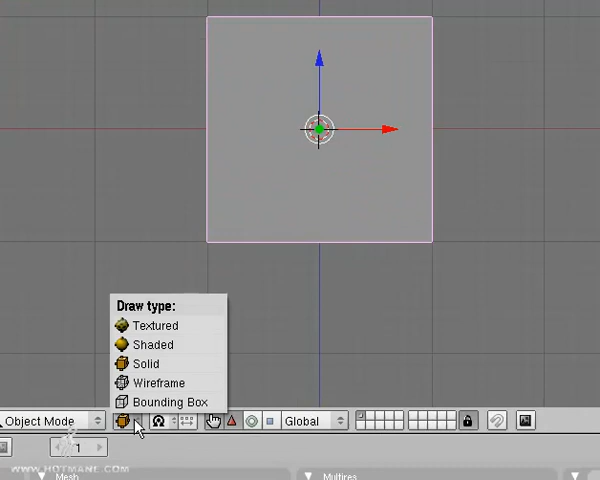 Draw type:
Textured
Shaded
Solid
Wireframe
Bounding Box
Object Mode
Global
1
WWW.HOTMANE.COM
Mesh
Multires